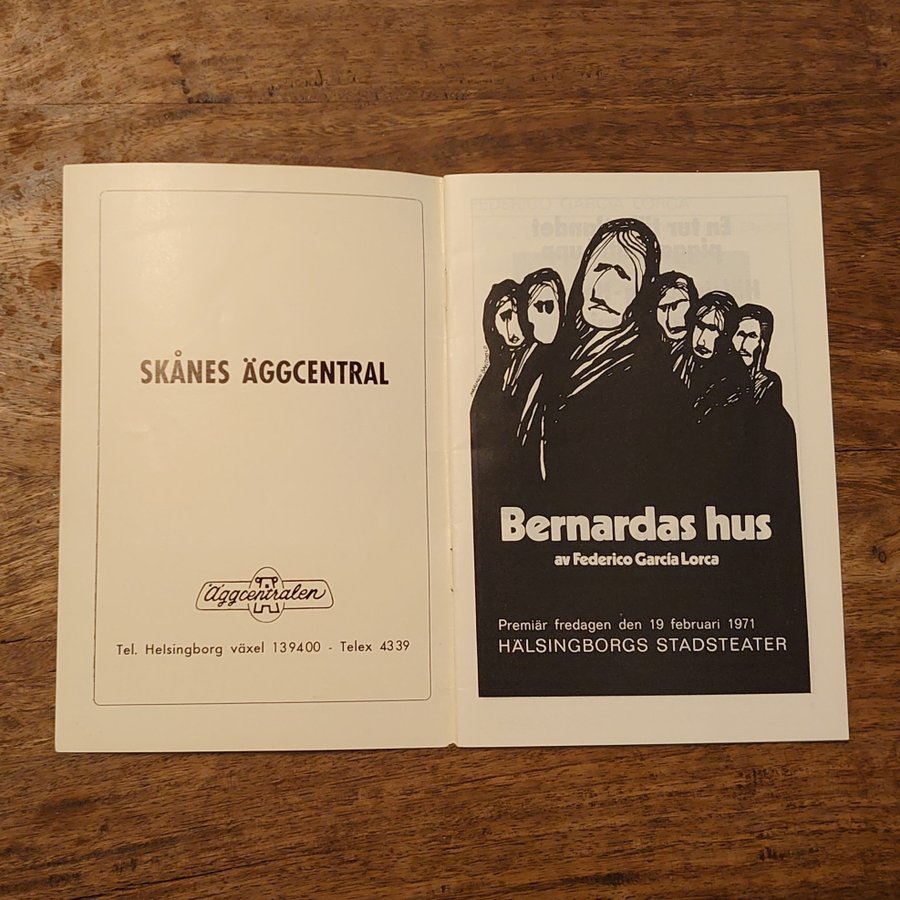 SKÅNES ÄGGCENTRAL
Äggcentralen
Tel. Helsingborg växel 139400 - Telex 4339
Bernardas hus
av Federico García Lorca
Premiär fredagen den 19 februari 1971
HÄLSINGBORGS STADSTEATER